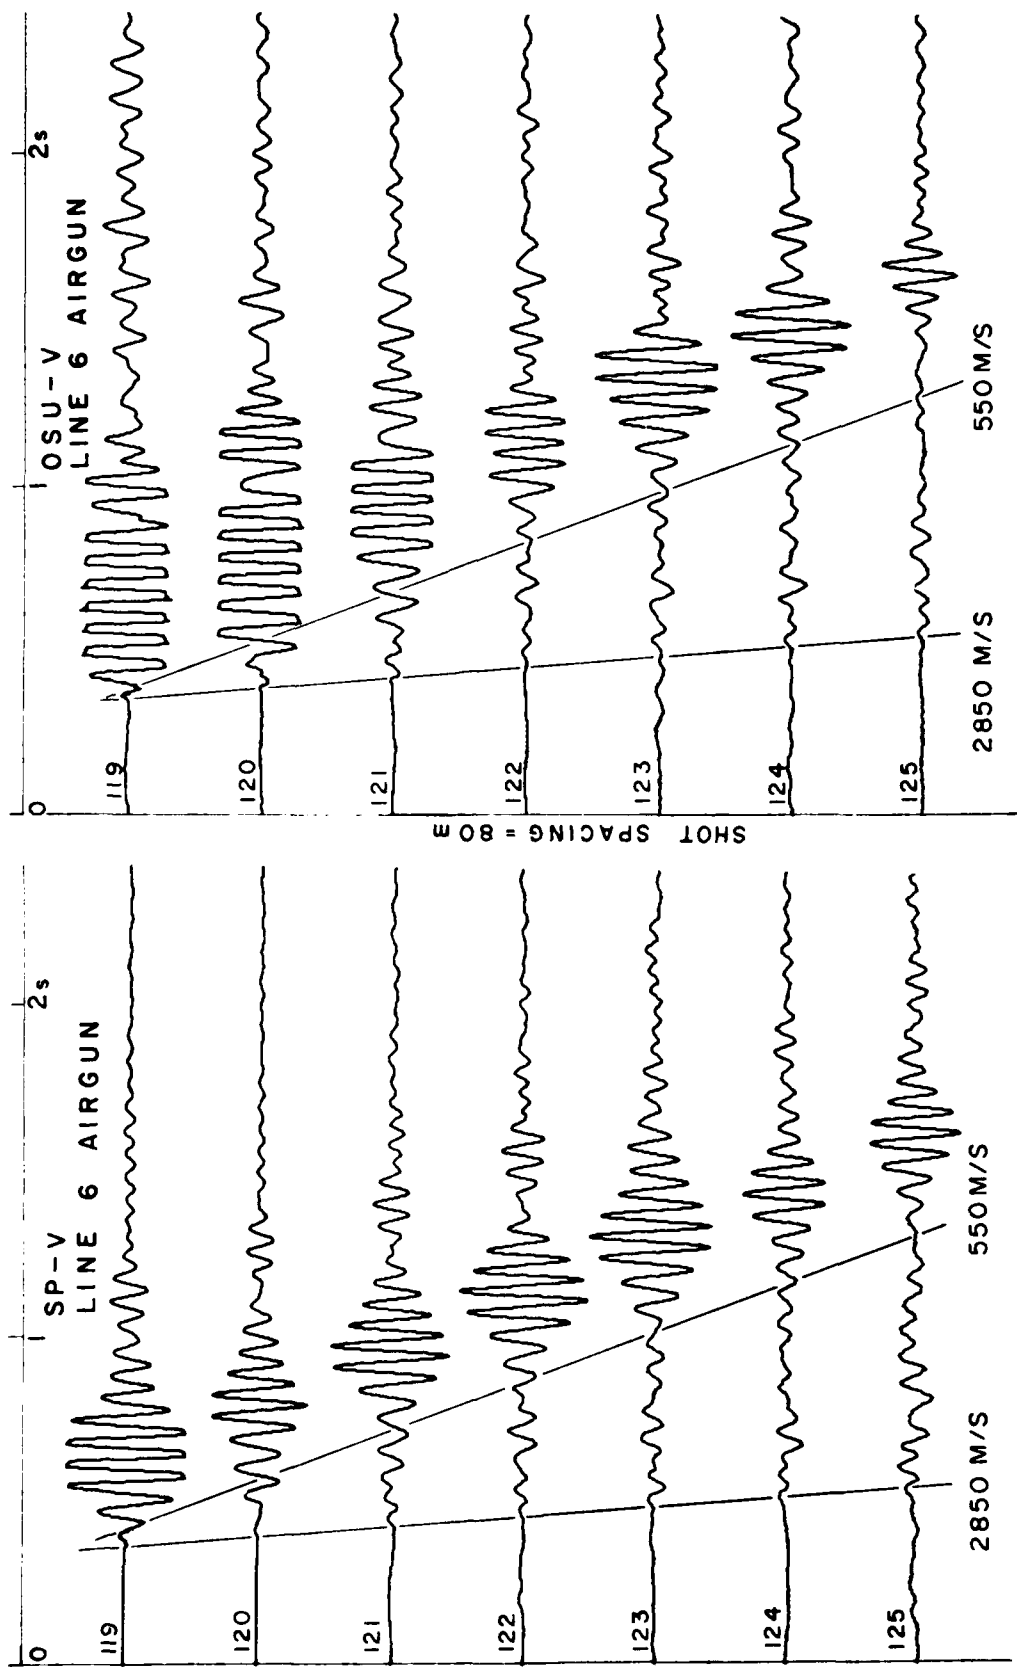 SP-V
LINE 6 AIRGUN
0
1
2s
119
120
121
122
123
124
125
2850 M/S
550 M/S
SHOT SPACING = 80 m
OSU-V
LINE 6 AIRGUN
0
1
2s
119
120
121
122
123
124
125
2850 M/S
550 M/S